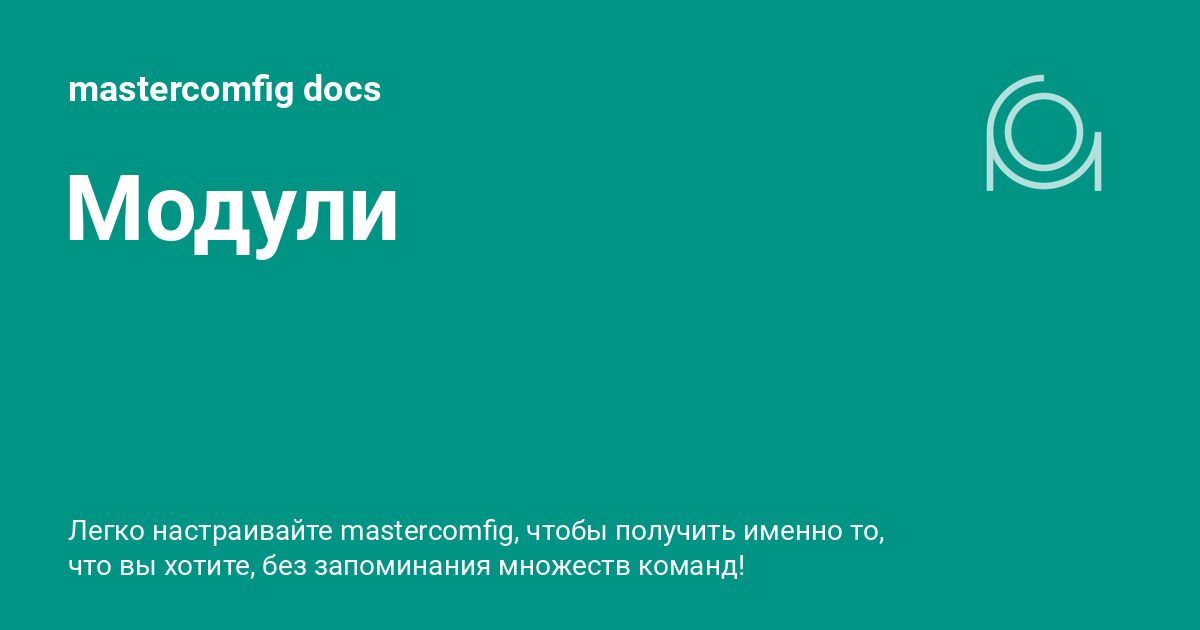 mastercomfig docs
Модули
Легко настраивайте mastercomfig, чтобы получить именно то,
что вы хотите, без запоминания множеств команд!